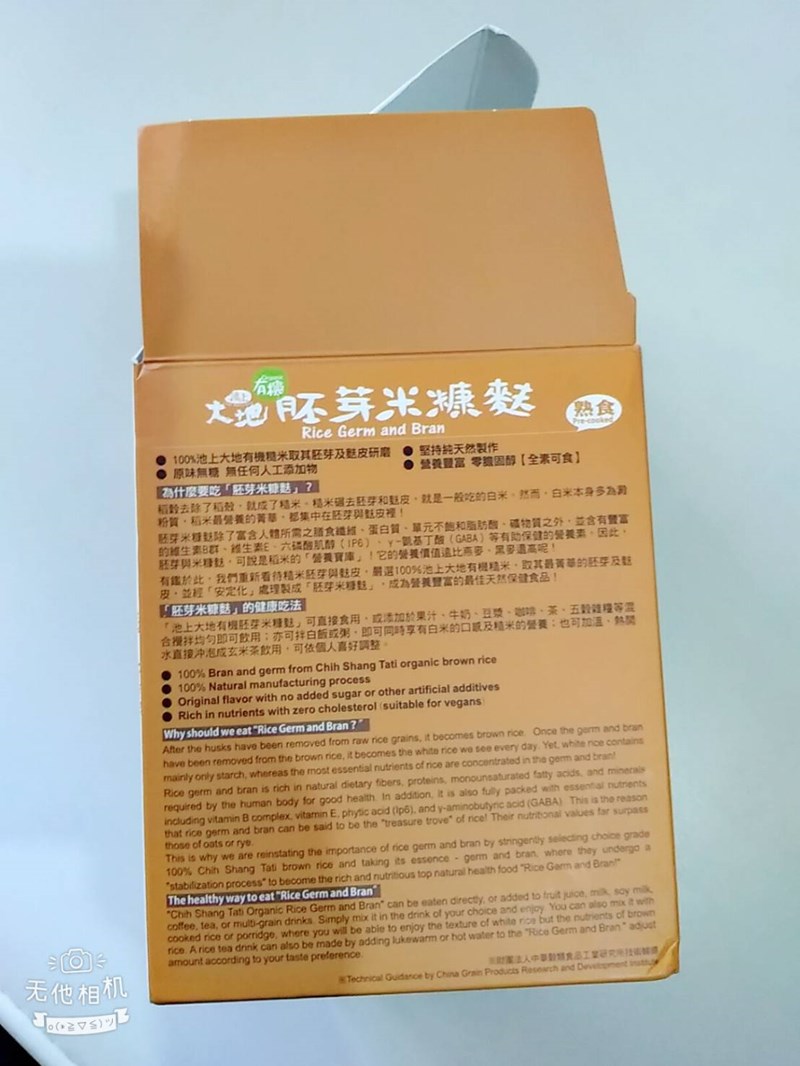 Organic
有機
池上
大地
胚芽米糠麩
Rice Germ and Bran
熟食
Pre-cooked
● 100%池上大地有機糙米取其胚芽及麩皮研磨
● 堅持純天然製作
● 原味無糖 無任何人工添加物
● 營養豐富 零膽固醇【全素可食】
為什麼要吃「胚芽米糠麩」？
稻穀去除了稻殼，就成了糙米。糙米碾去胚芽和麩皮，就是一般吃的白米。然而，白米本身多為澱
粉質，稻米最營養的菁華，都集中在胚芽與麩皮裡！
胚芽米糠麩除了富含人體所需之膳食纖維、蛋白質、單元不飽和脂肪酸、礦物質之外，並含有豐富
的維生素B群、維生素E、六磷酸肌醇（IP6）、γ-氨基丁酸（GABA）等有助保健的營養素，因此，
胚芽與米糠麩，可說是稻米的「營養寶庫」！它的營養價值遠比燕麥、黑麥還高呢！
有鑑於此，我們重新看待糙米胚芽與麩皮，嚴選100%池上大地有機糙米，取其最菁華的胚芽及麩
皮，並經「安定化」處理製成「胚芽米糠麩」，成為營養豐富的最佳天然保健食品！
「胚芽米糠麩」的健康吃法
「池上大地有機胚芽米糠麩」可直接食用，或添加於果汁、牛奶、豆漿、咖啡、茶、五穀雜糧等混
合攪拌均勻即可飲用；亦可拌白飯或粥，即可同時享有白米的口感及糙米的營養；也可加溫、熱開
水直接沖泡成玄米茶飲用，可依個人喜好調整。
● 100% Bran and germ from Chih Shang Tati organic brown rice
● 100% Natural manufacturing process
● Original flavor with no added sugar or other artificial additives
● Rich in nutrients with zero cholesterol (suitable for vegans)
Why should we eat "Rice Germ and Bran ? "
After the husks have been removed from raw rice grains, it becomes brown rice. Once the germ and bran
have been removed from the brown rice, it becomes the white rice we see every day. Yet, white rice contains
mainly only starch, whereas the most essential nutrients of rice are concentrated in the germ and bran!
Rice germ and bran is rich in natural dietary fibers, proteins, monounsaturated fatty acids, and minerals
required by the human body for good health. In addition, it is also fully packed with essential nutrients
including vitamin B complex, vitamin E, phytic acid (Ip6), and γ-aminobutyric acid (GABA). This is the reason
that rice germ and bran can be said to be the "treasure trove" of rice! Their nutritional values far surpass
those of oats or rye.
This is why we are reinstating the importance of rice germ and bran by stringently selecting choice grade
100% Chih Shang Tati brown rice and taking its essence - germ and bran, where they undergo a
"stabilization process" to become the rich and nutritious top natural health food "Rice Germ and Bran!"
The healthy way to eat "Rice Germ and Bran"
"Chih Shang Tati Organic Rice Germ and Bran" can be eaten directly, or added to fruit juice, milk, soy milk,
coffee, tea, or multi-grain drinks. Simply mix it in the drink of your choice and enjoy. You can also mix it with
cooked rice or porridge, where you will be able to enjoy the texture of white rice but the nutrients of brown
rice. A rice tea drink can also be made by adding lukewarm or hot water to the "Rice Germ and Bran " adjust
amount according to your taste preference.
※財團法人中華穀類食品工業研究所技術輔導
※Technical Guidance by China Grain Products Research and Development Institute
无他相机
o(*≧▽≦)ツ